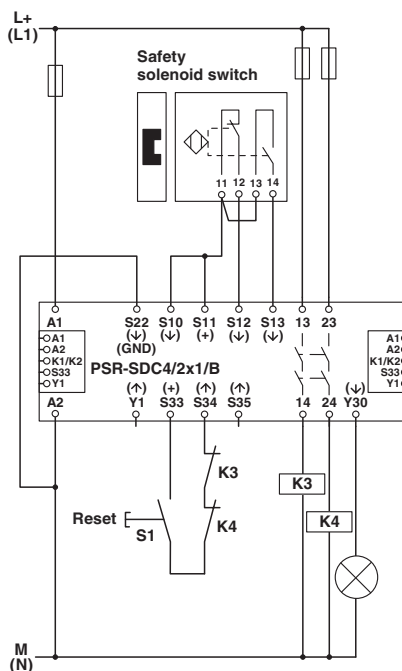 L+
(L1)
Safety
solenoid switch
11 12 13 14
A1 S22 S10 S11 S12 S13 13 23
(↓) (↓) (+) (↓) (↓)
(GND)
A1
A2
K1/K2
S33
Y1
A1
A2
K1/K2
S33
Y1
PSR-SDC4/2x1/B
(↑) (+) (↑) (↑) (↓)
A2 Y1 S33 S34 S35 14 24 Y30
K3
K4
Reset
S1
K3
K4
M
(N)